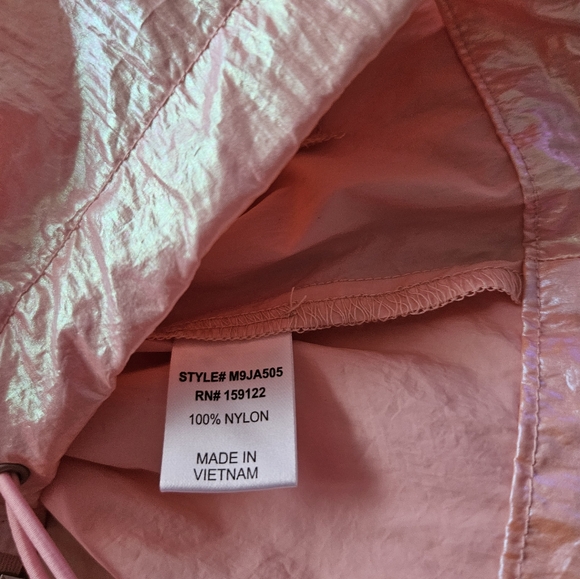 STYLE# M9JA505
RN# 159122
100% NYLON
MADE IN
VIETNAM